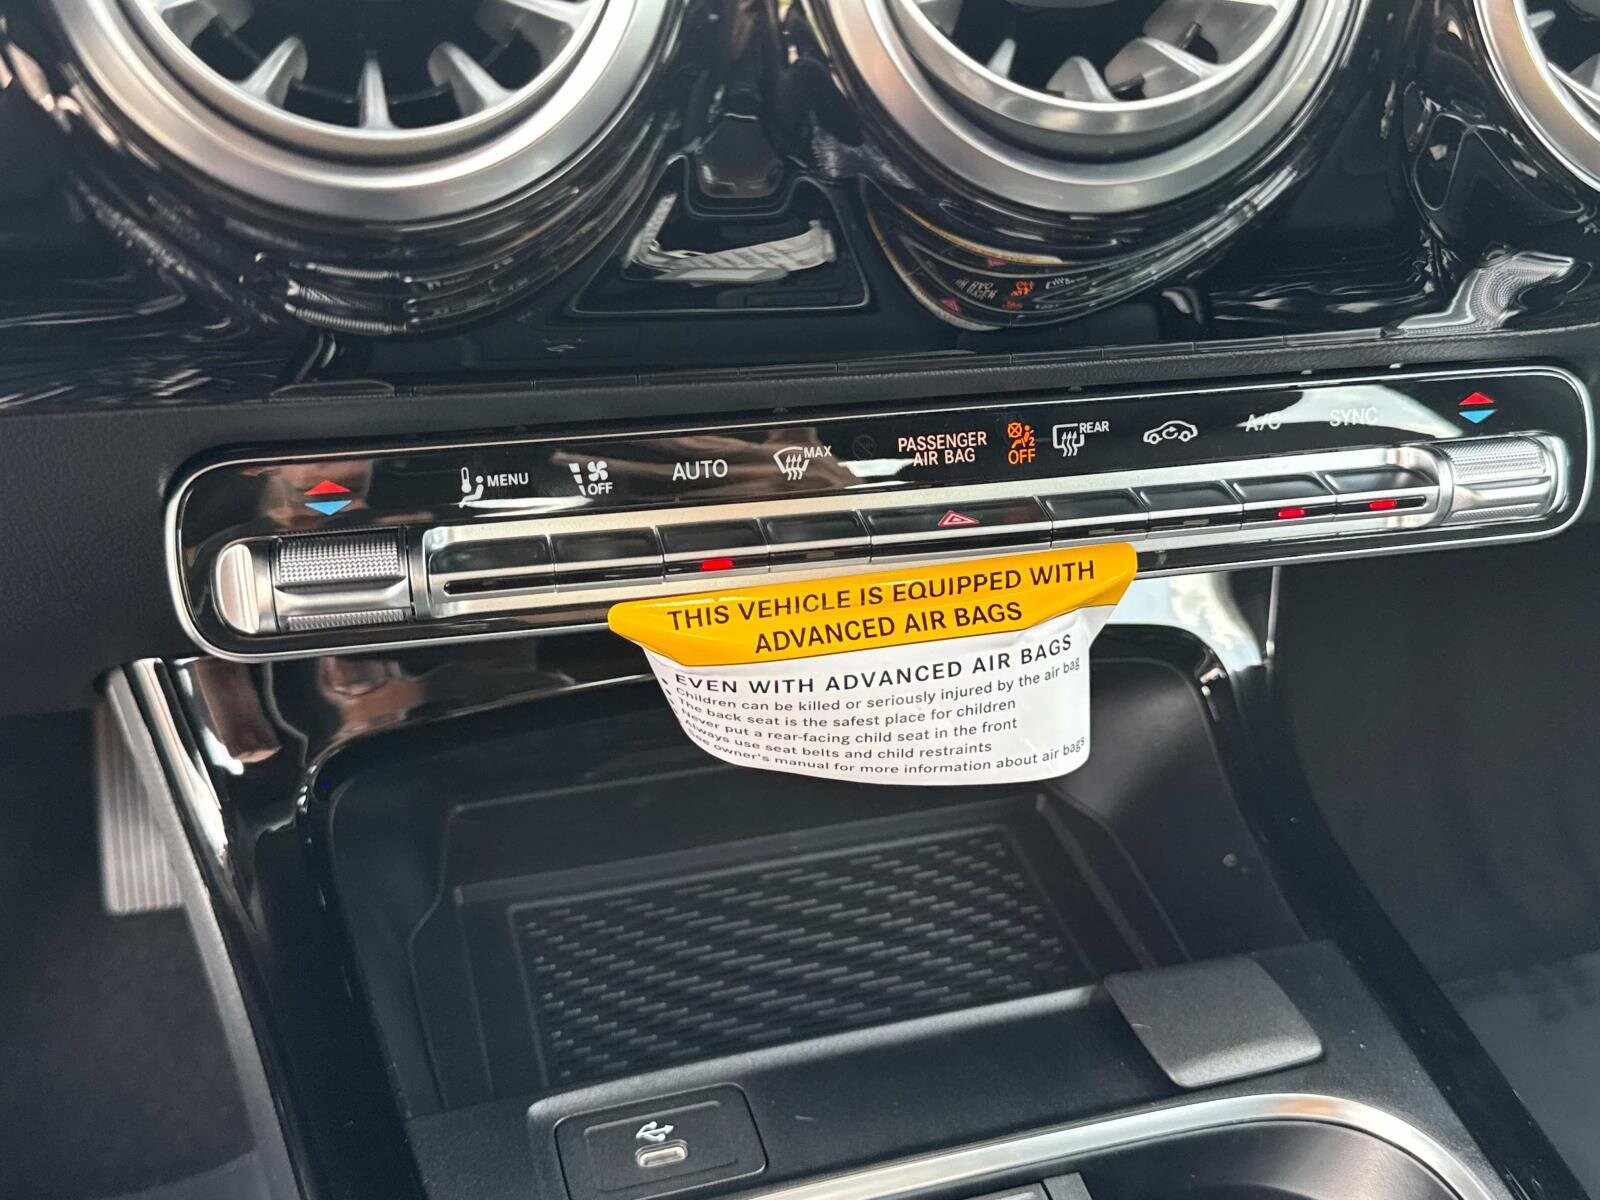 MENU
OFF
AUTO
MAX
PASSENGER
AIR BAG
2
OFF
REAR
A/C
SYNC
THIS VEHICLE IS EQUIPPED WITH
ADVANCED AIR BAGS
EVEN WITH ADVANCED AIR BAGS
Children can be killed or seriously injured by the air bag
The back seat is the safest place for children
Never put a rear-facing child seat in the front
Always use seat belts and child restraints
See owner's manual for more information about air bags